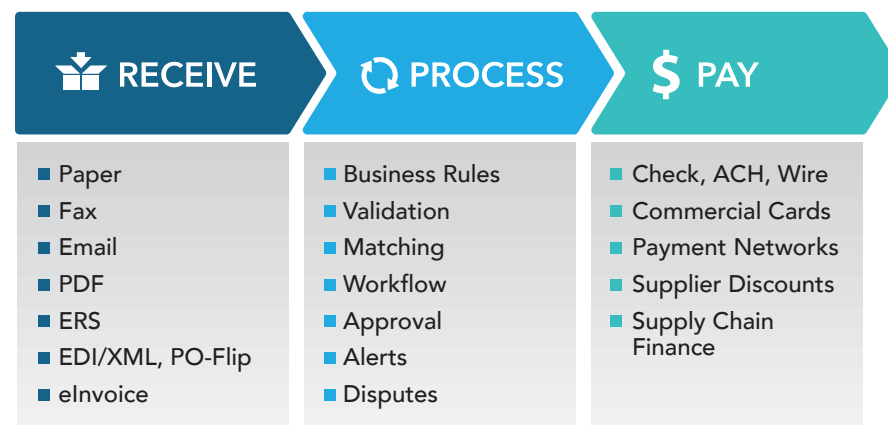 RECEIVE
Paper
Fax
Email
PDF
ERS
EDI/XML, PO-Flip
eInvoice
PROCESS
Business Rules
Validation
Matching
Workflow
Approval
Alerts
Disputes
$ PAY
Check, ACH, Wire
Commercial Cards
Payment Networks
Supplier Discounts
Supply Chain
Finance